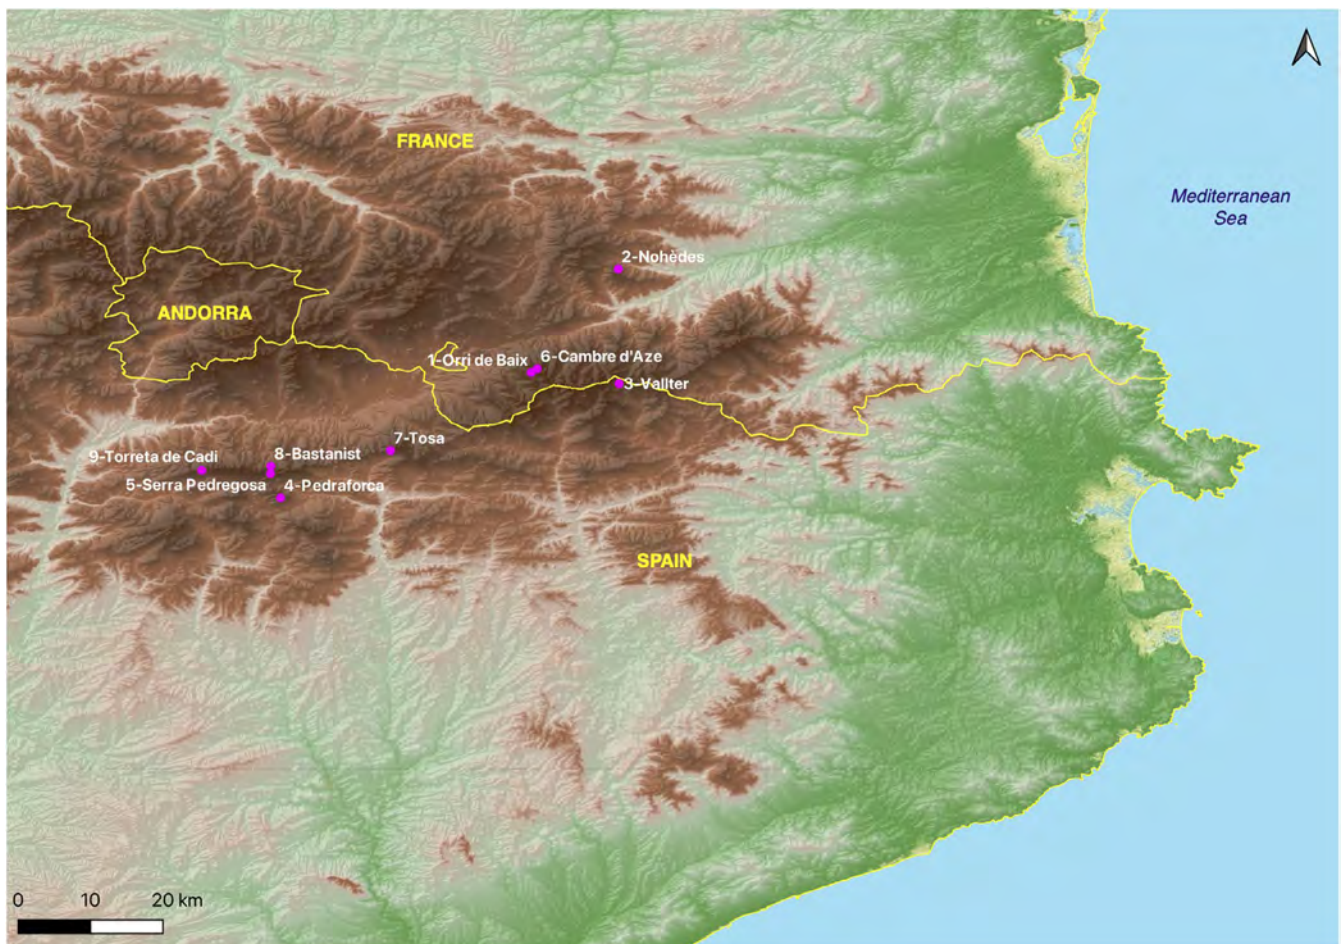 FRANCE
Mediterranean
Sea
2-Nohèdes
ANDORRA
1-Orri de Baix
6-Cambre d'Aze
3-Vallter
7-Tosa
9-Torreta de Cadí
8-Bastanist
5-Serra Pedregosa
4-Pedraforca
SPAIN
0 10 20 km